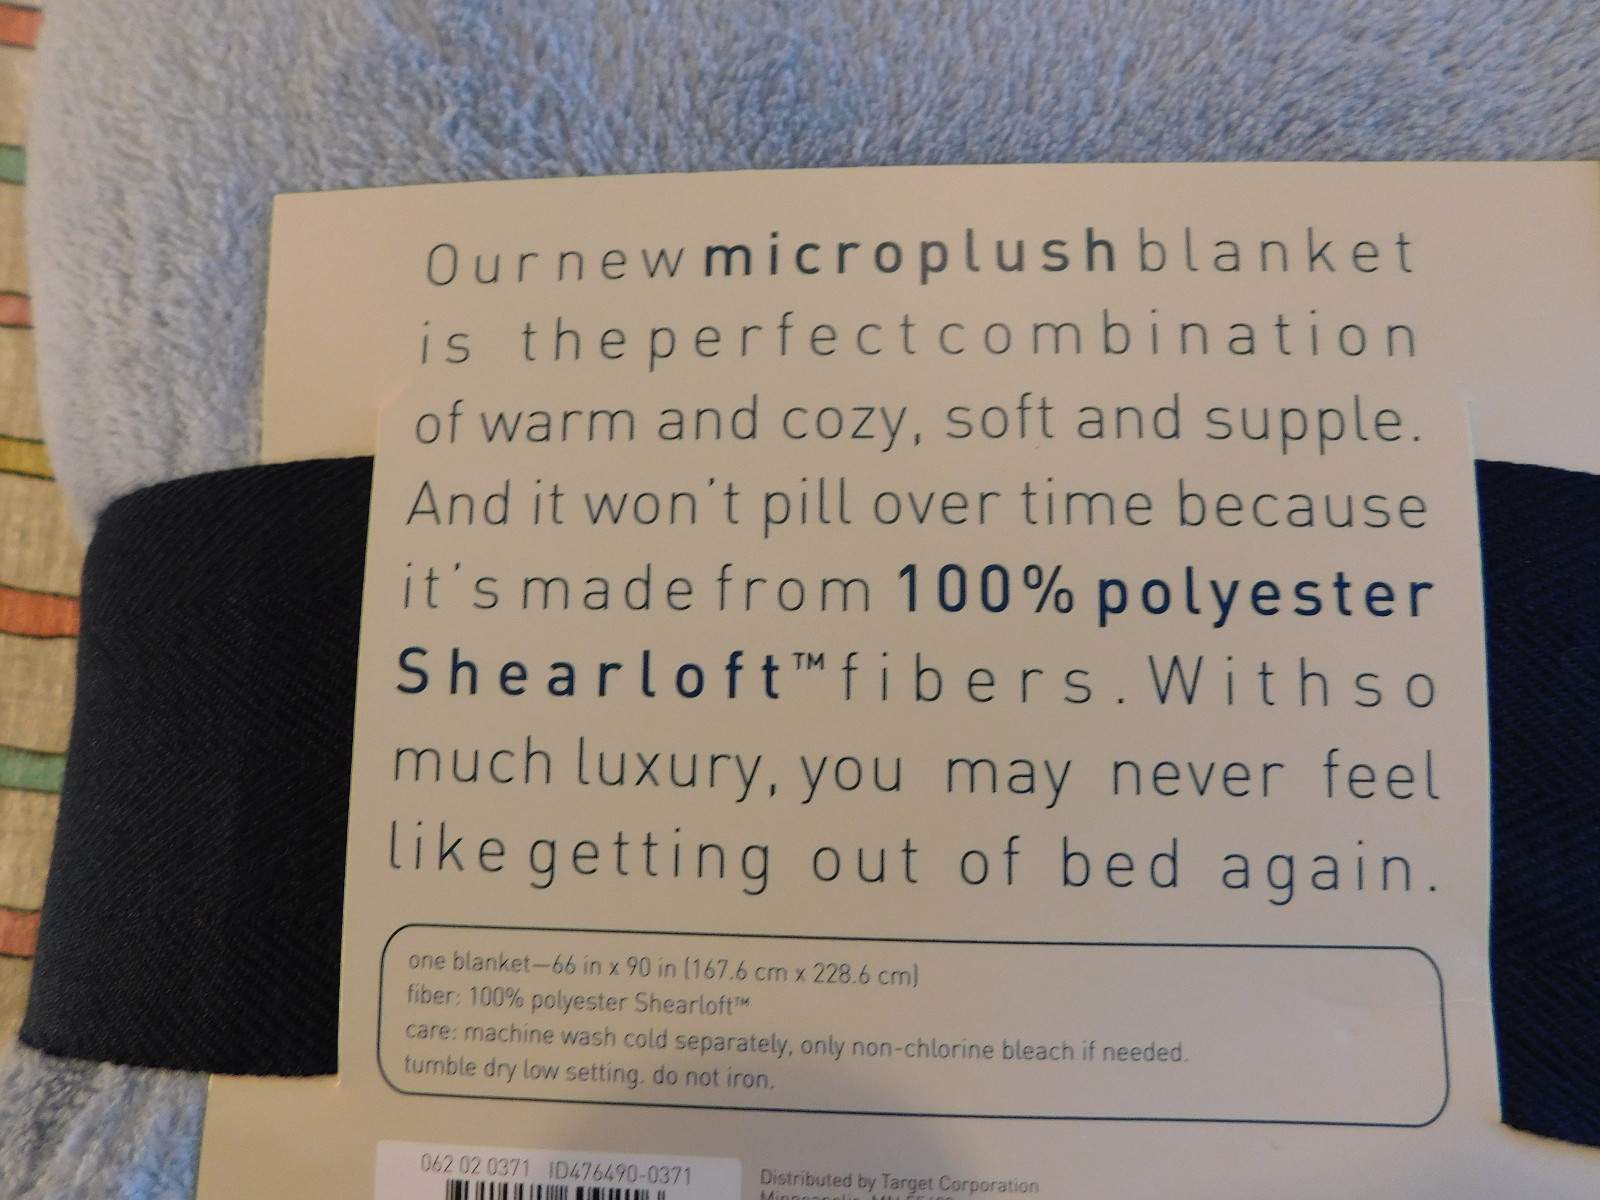 Our new microplush blanket
is the perfect combination
of warm and cozy, soft and supple.
And it won't pill over time because
it's made from 100% polyester
Shearloft™ fibers. With so
much luxury, you may never feel
like getting out of bed again.
one blanket—66 in x 90 in (167.6 cm x 228.6 cm)
fiber: 100% polyester Shearloft™
care: machine wash cold separately, only non-chlorine bleach if needed.
tumble dry low setting. do not iron.
062 02 0371 ID476490-0371
Distributed by Target Corporation
Minneapolis, MN